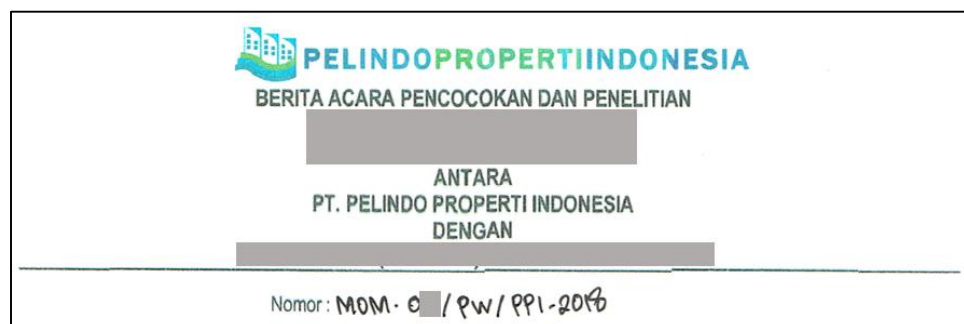 PELINDOPROPERTIINDONESIA
BERITA ACARA PENCOCOKAN DAN PENELITIAN
ANTARA
PT. PELINDO PROPERTI INDONESIA
DENGAN
Nomor : MOM - 0 / PW / PPI - 2018